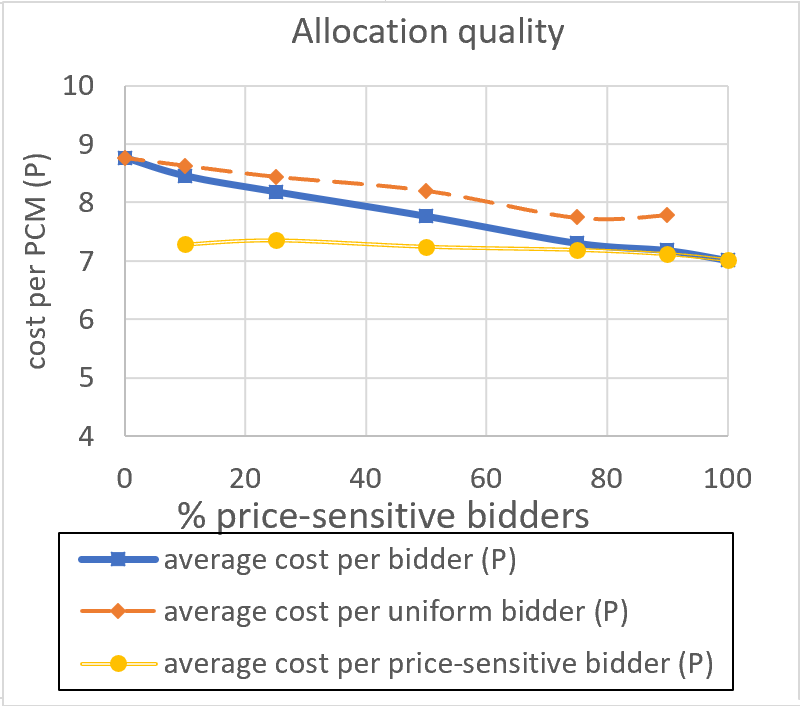 Allocation quality
10
9
8
7
6
5
4
cost per PCM (P)
0 20 40 60 80 100
% price-sensitive bidders
average cost per bidder (P)
average cost per uniform bidder (P)
average cost per price-sensitive bidder (P)